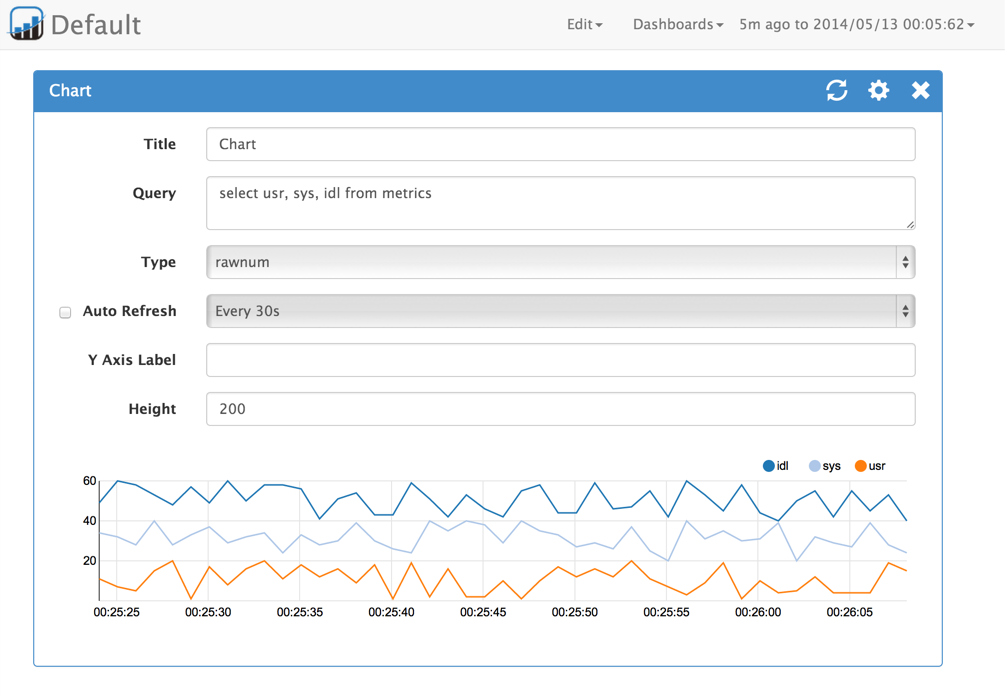 Default
Edit
Dashboards
5m ago to 2014/05/13 00:05:62
Chart
Title
Chart
Query
select usr, sys, idl from metrics
Type
rawnum
Auto Refresh
Every 30s
Y Axis Label
Height
200
idl
sys
usr
60
40
20
00:25:25 00:25:30 00:25:35 00:25:40 00:25:45 00:25:50 00:25:55 00:26:00 00:26:05